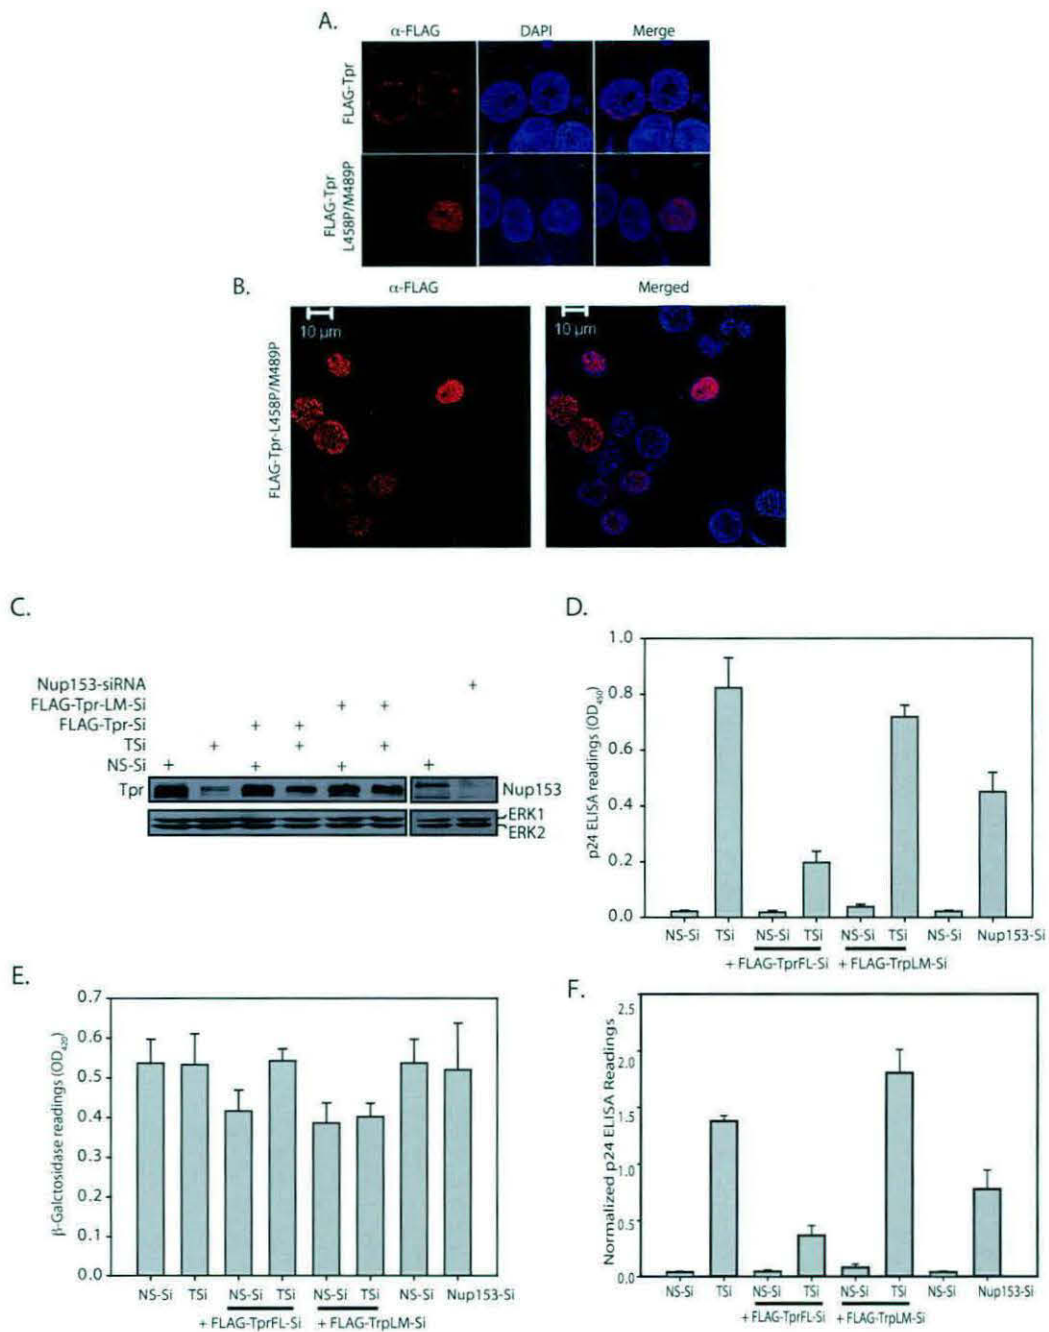 A.
α-FLAG DAPI Merge
FLAG-Tpr
FLAG-Tpr
L458P/M489P
B.
α-FLAG Merged
FLAG-Tpr-L458P/M489P
10 μm
10 μm
C.
Nup153-siRNA +
FLAG-Tpr-LM-Si + +
FLAG-Tpr-Si + +
TSi + + +
NS-Si + + + +
Tpr Nup153
ERK1
ERK2
D.
p24 ELISA readings (OD450)
1.0
0.8
0.6
0.4
0.2
0.0
NS-Si TSi NS-Si TSi NS-Si TSi NS-Si Nup153-Si
+ FLAG-TprFL-Si + FLAG-TrpLM-Si
E.
β-Galctosidase readings (OD420)
0.7
0.6
0.5
0.4
0.3
0.2
0.1
0.0
NS-Si TSi NS-Si TSi NS-Si TSi NS-Si Nup153-Si
+ FLAG-TprFL-Si + FLAG-TrpLM-Si
F.
Normalized p24 ELISA Readings
2.5
2.0
1.5
1.0
0.5
0.0
NS-Si TSi NS-Si TSi NS-Si TSi NS-Si Nup153-Si
+ FLAG-TprFL-Si + FLAG-TrpLM-Si